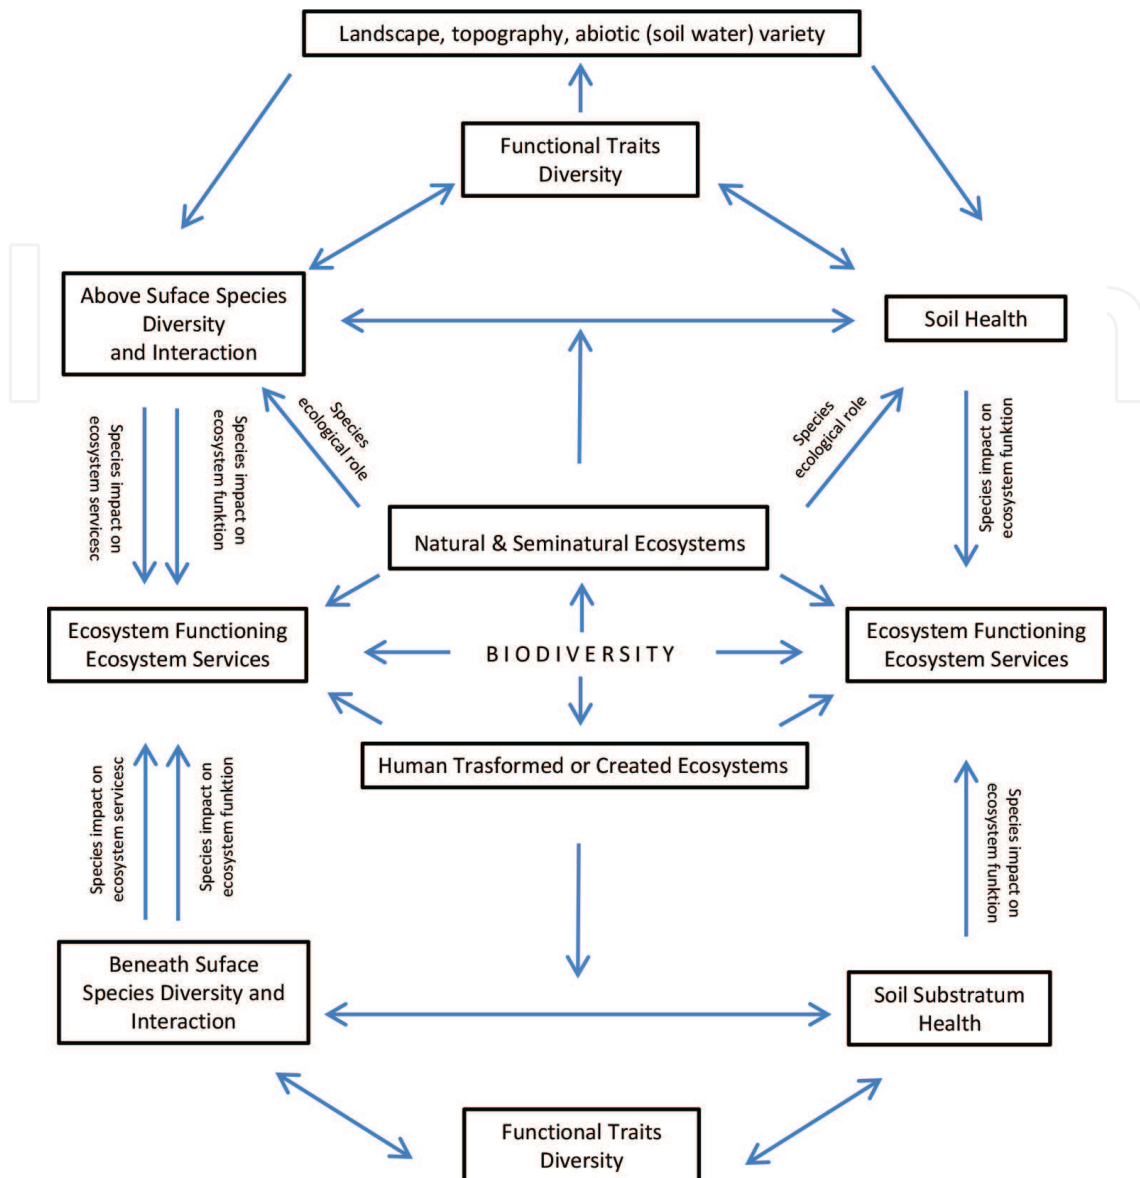 Landscape, topography, abiotic (soil water) variety
Functional Traits
Diversity
Above Suface Species
Diversity
and Interaction
Soil Health
Species impact on
ecosystem servicesc
Species impact on
ecosystem funktion
Species
ecological role
Species
ecological role
Species impact on
ecosystem funktion
Natural & Seminatural Ecosystems
Ecosystem Functioning
Ecosystem Services
BIODIVERSITY
Ecosystem Functioning
Ecosystem Services
Human Trasformed or Created Ecosystems
Species impact on
ecosystem servicesc
Species impact on
ecosystem funktion
Species impact on
ecosystem funktion
Beneath Suface
Species Diversity and
Interaction
Soil Substratum
Health
Functional Traits
Diversity